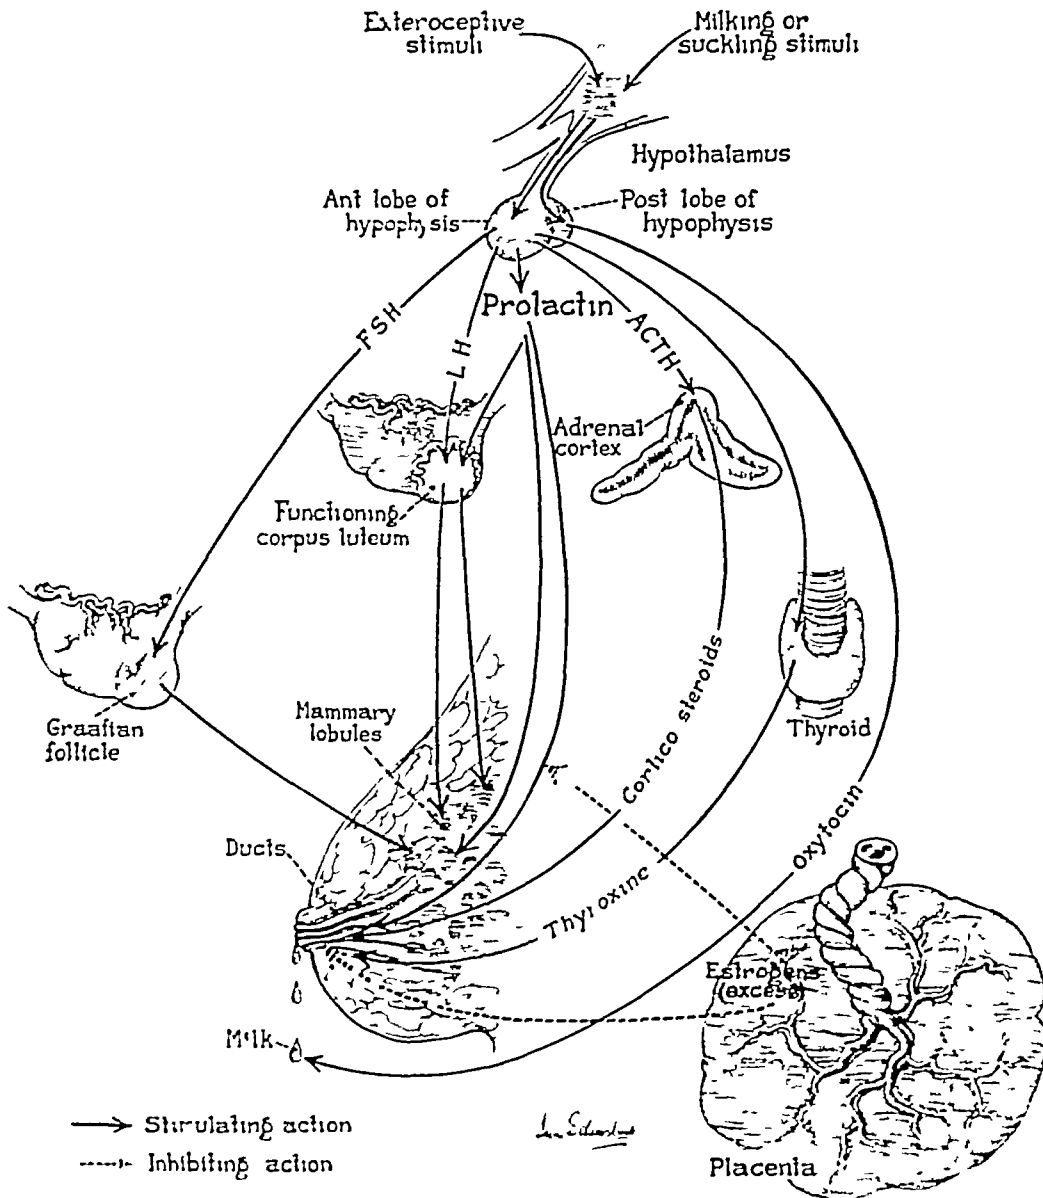 Exteroceptive
stimuli
Milking or
suckling stimuli
Hypothalamus
Ant lobe of
hypophysis
Post lobe of
hypophysis
Prolactin
FSH
LH
ACTH
Adrenal
cortex
Functioning
corpus luteum
Graafian
follicle
Mammary
lobules
Thyroid
Cortico steroids
Ducts
Oxytocin
Thyroxine
Estrogens
(excess)
Milk
Stimulating action
Inhibiting action
Placenta